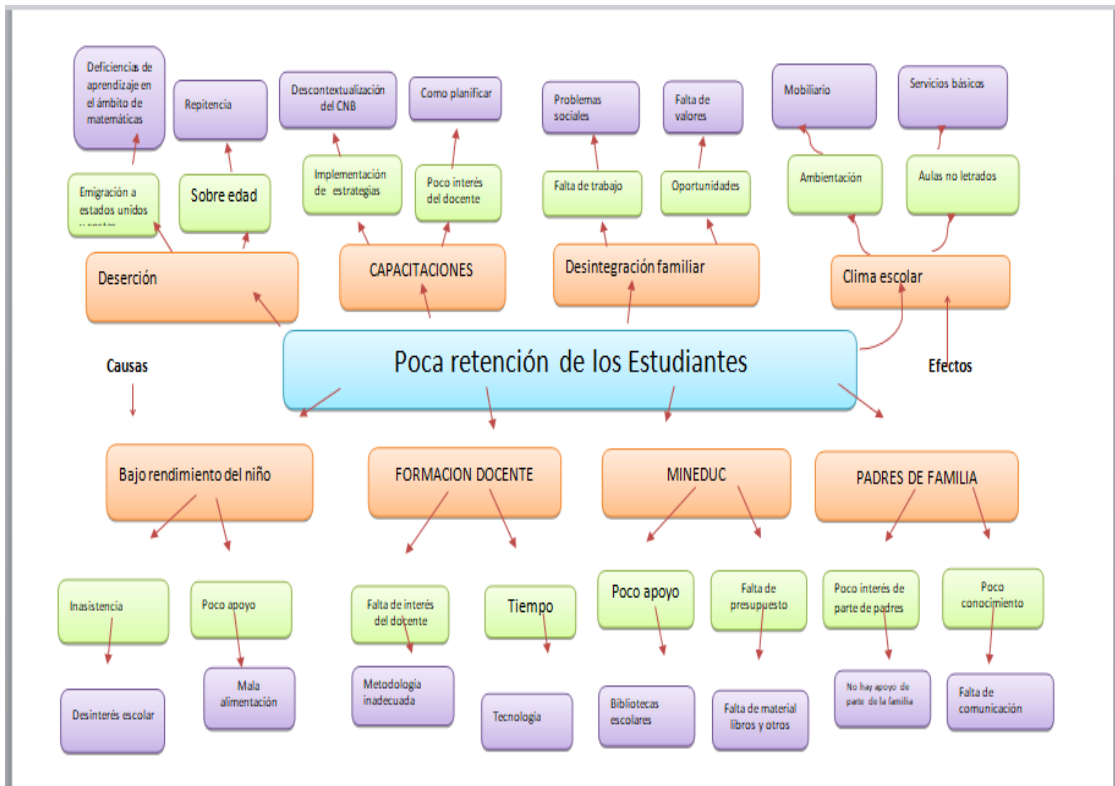 Deficiencias de
aprendizaje en
el ámbito de
matemáticas
Repitencia
Descontextualización
del CNB
Como planificar
Problemas
sociales
Falta de
valores
Mobiliario
Servicios básicos
Emigración a
estados unidos
Sobre edad
Implementación
de estrategias
Poco interés
del docente
Falta de trabajo
Oportunidades
Ambientación
Aulas no letrados
Deserción
CAPACITACIONES
Desintegración familiar
Clima escolar
Causas
Poca retención de los Estudiantes
Efectos
Bajo rendimiento del niño
FORMACION DOCENTE
MINEDUC
PADRES DE FAMILIA
Inasistencia
Poco apoyo
Falta de interés
del docente
Tiempo
Poco apoyo
Falta de
presupuesto
Poco interés de
parte de padres
Poco
conocimiento
Desinterés escolar
Mala
alimentación
Metodología
inadecuada
Tecnología
Bibliotecas
escolares
Falta de material
libros y otros
No hay apoyo de
parte de la familia
Falta de
comunicación